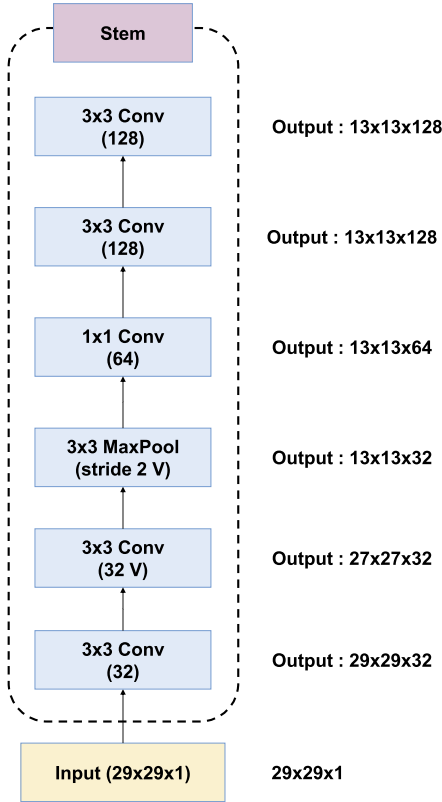 Stem
3x3 Conv
(128)
Output : 13x13x128
3x3 Conv
(128)
Output : 13x13x128
1x1 Conv
(64)
Output : 13x13x64
3x3 MaxPool
(stride 2 V)
Output : 13x13x32
3x3 Conv
(32 V)
Output : 27x27x32
3x3 Conv
(32)
Output : 29x29x32
Input (29x29x1)
29x29x1